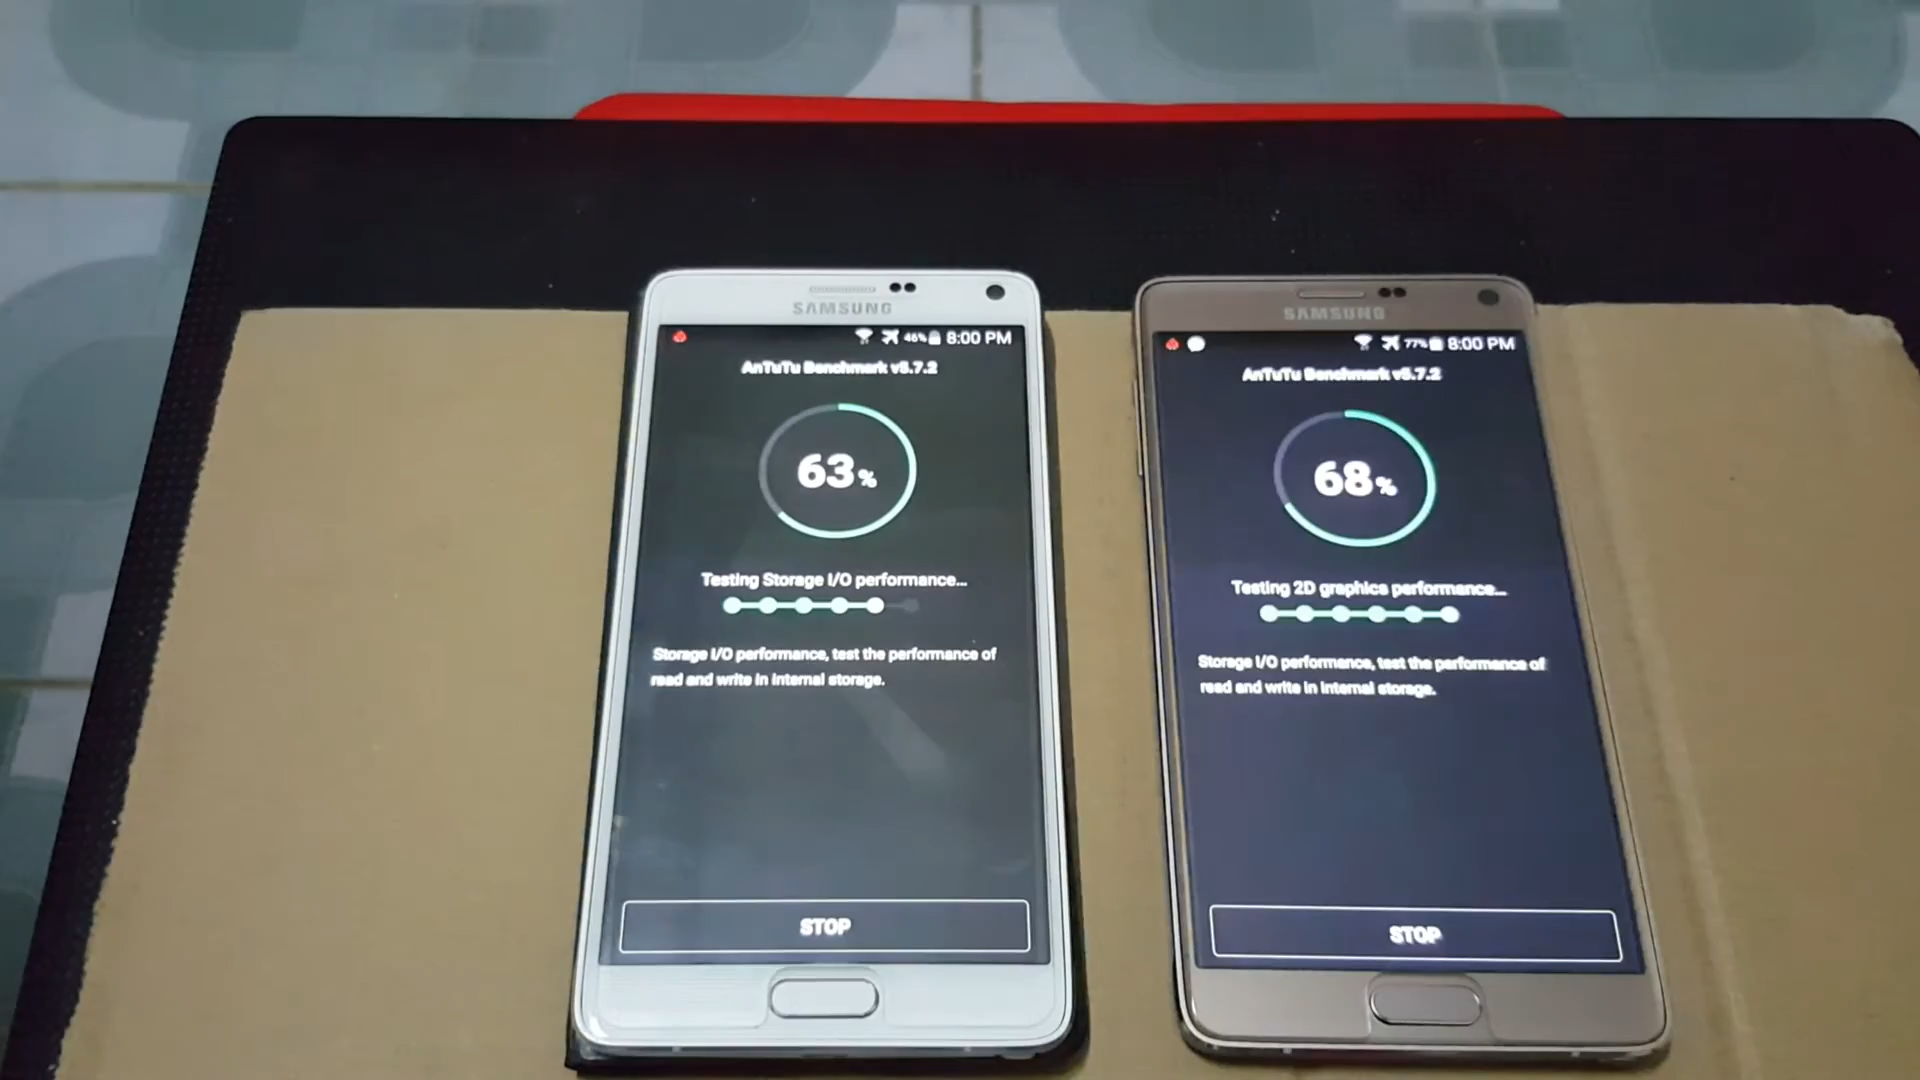 SAMSUNG
46% 8:00 PM
AnTuTu Benchmark v5.7.2
63%
Testing Storage I/O performance...
Storage I/O performance, test the performance of
read and write in internal storage.
STOP
SAMSUNG
77% 8:00 PM
AnTuTu Benchmark v5.7.2
68%
Testing 2D graphics performance...
Storage I/O performance, test the performance of
read and write in internal storage.
STOP